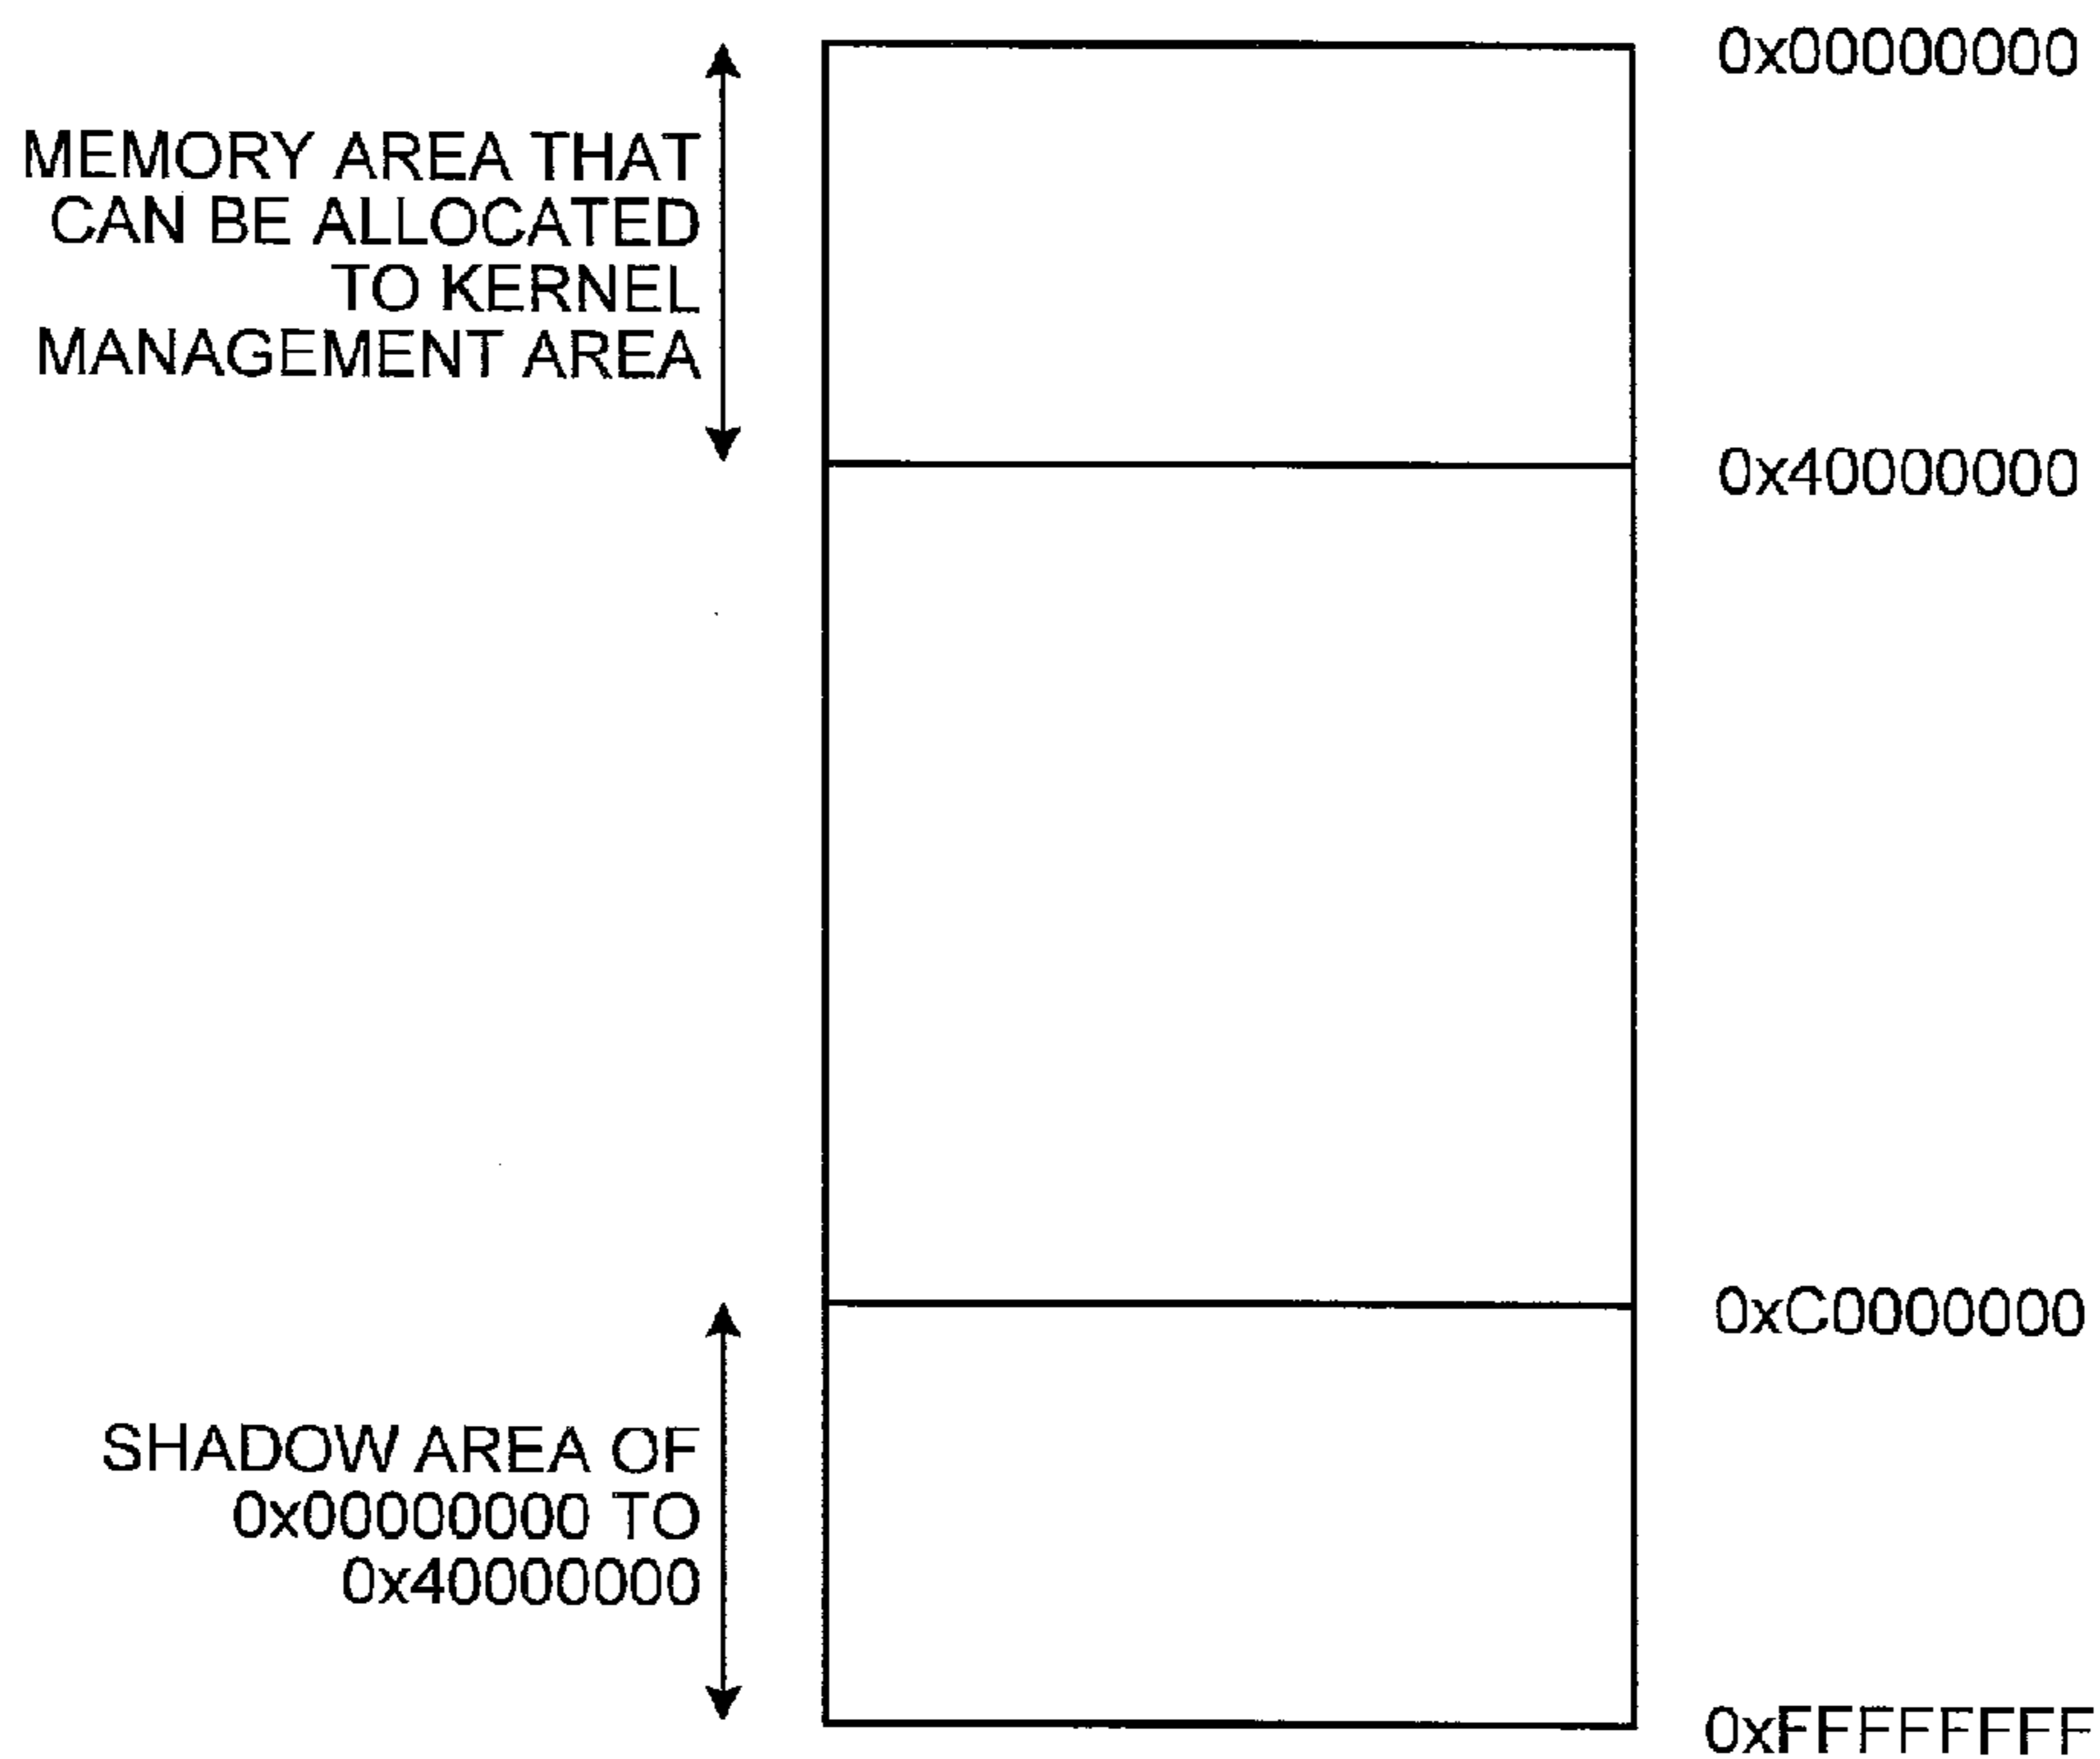 0x00000000
MEMORY AREA THAT
CAN BE ALLOCATED
TO KERNEL
MANAGEMENT AREA
0x40000000
0xC0000000
SHADOW AREA OF
0x00000000 TO
0x40000000
0xFFFFFFFF